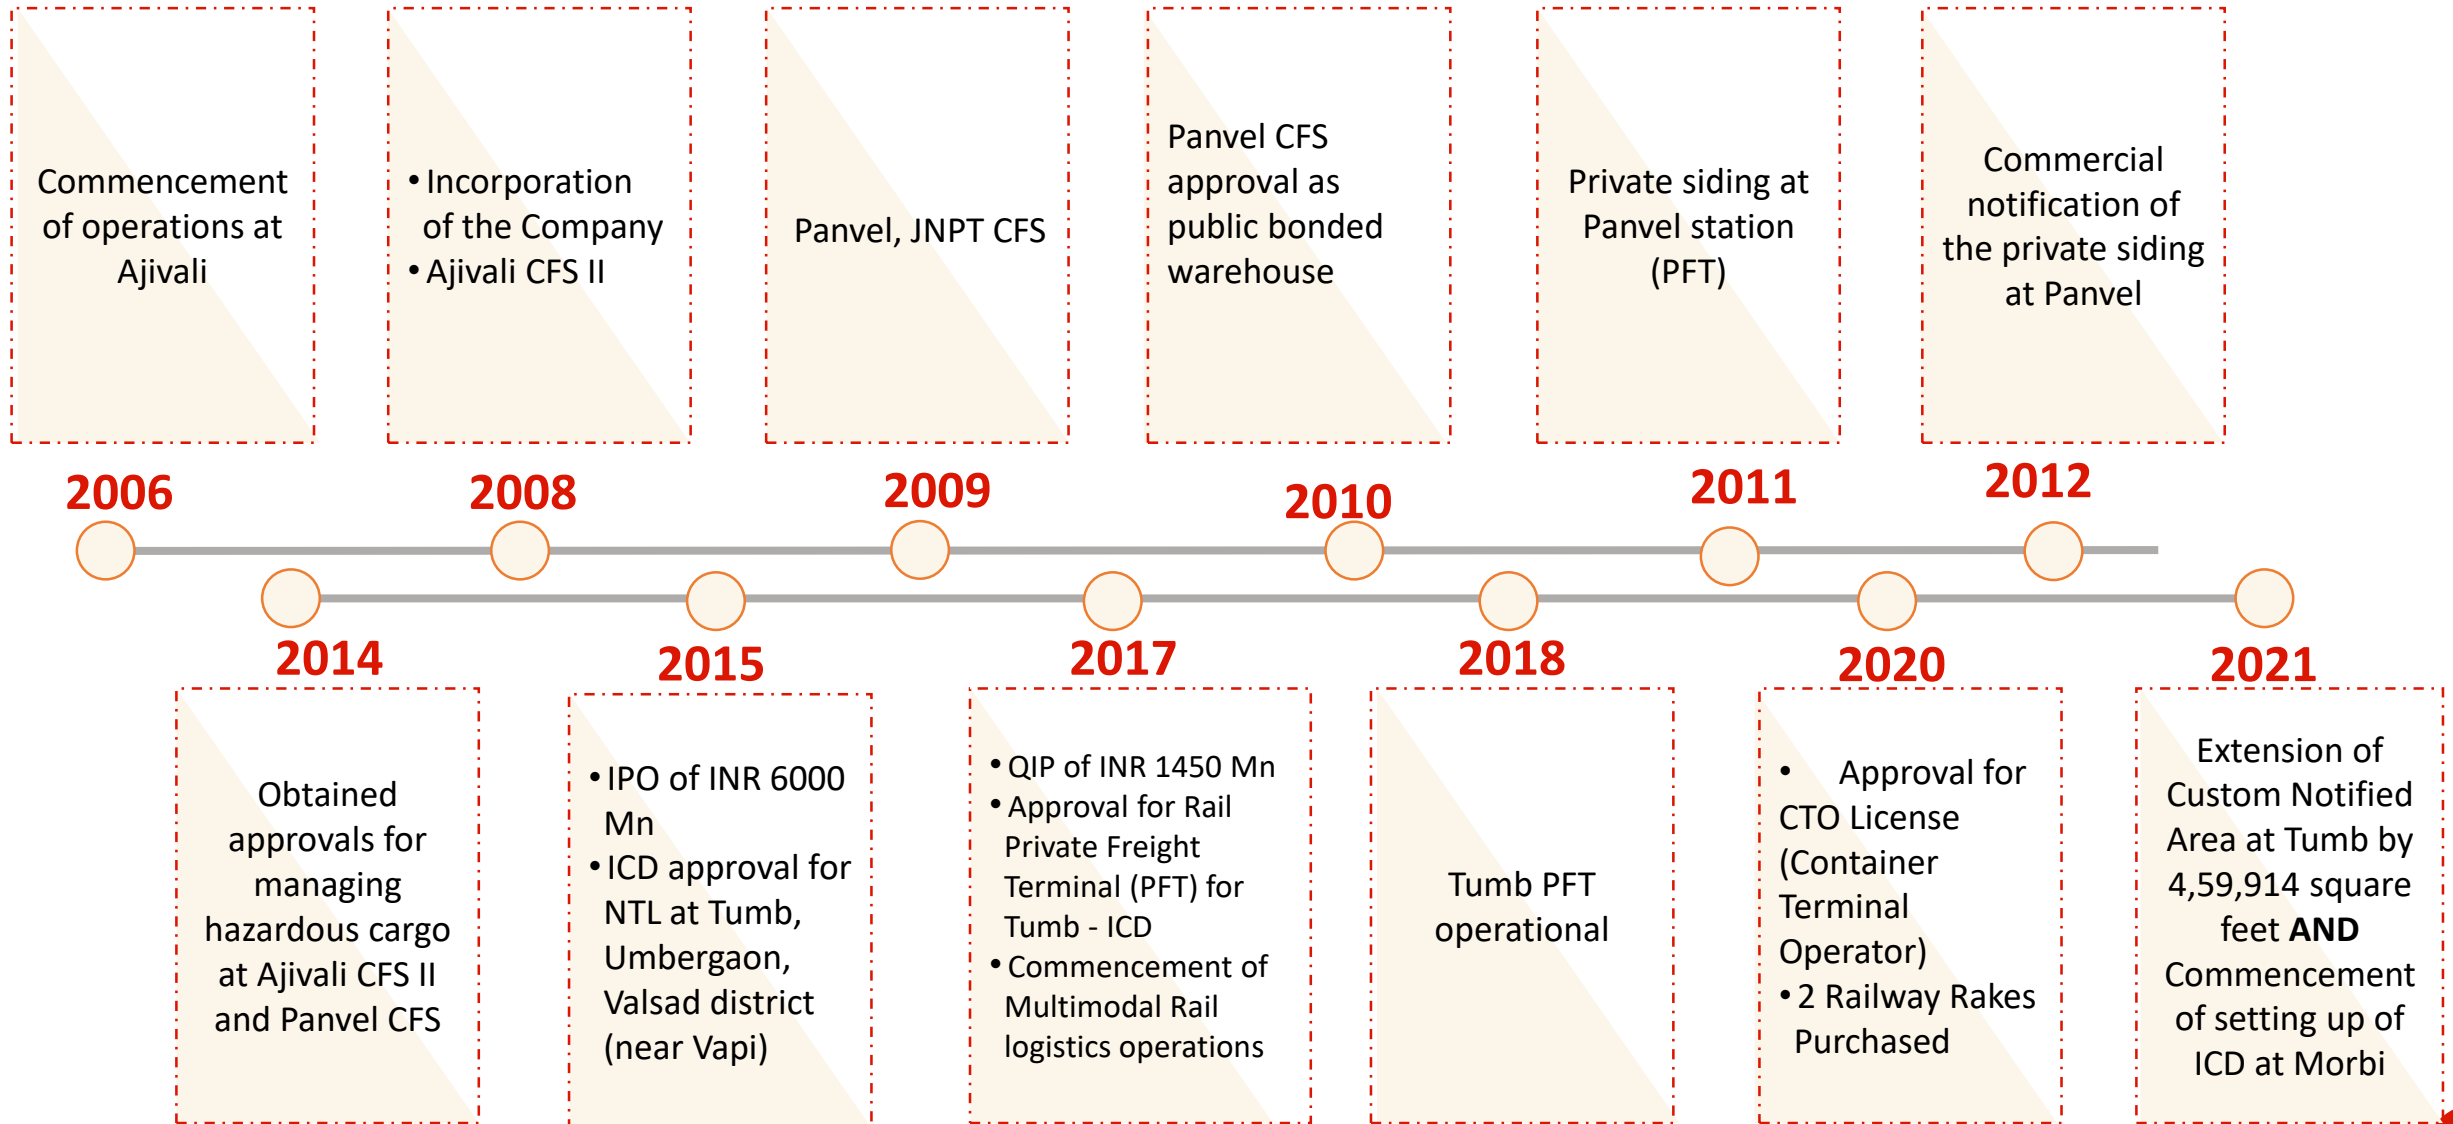 Commencement
of operations at
Ajivali
• Incorporation
of the Company
• Ajivali CFS II
Panvel, JNPT CFS
Panvel CFS
approval as
public bonded
warehouse
Private siding at
Panvel station
(PFT)
Commercial
notification of
the private siding
at Panvel
2006
2008
2009
2010
2011
2012
2014
2015
2017
2018
2020
2021
Obtained
approvals for
managing
hazardous cargo
at Ajivali CFS II
and Panvel CFS
• IPO of INR 6000
Mn
• ICD approval for
NTL at Tumb,
Umbergaon,
Valsad district
(near Vapi)
• QIP of INR 1450 Mn
• Approval for Rail
Private Freight
Terminal (PFT) for
Tumb - ICD
• Commencement of
Multimodal Rail
logistics operations
Tumb PFT
operational
• Approval for
CTO License
(Container
Terminal
Operator)
• 2 Railway Rakes
Purchased
Extension of
Custom Notified
Area at Tumb by
4,59,914 square
feet AND
Commencement
of setting up of
ICD at Morbi